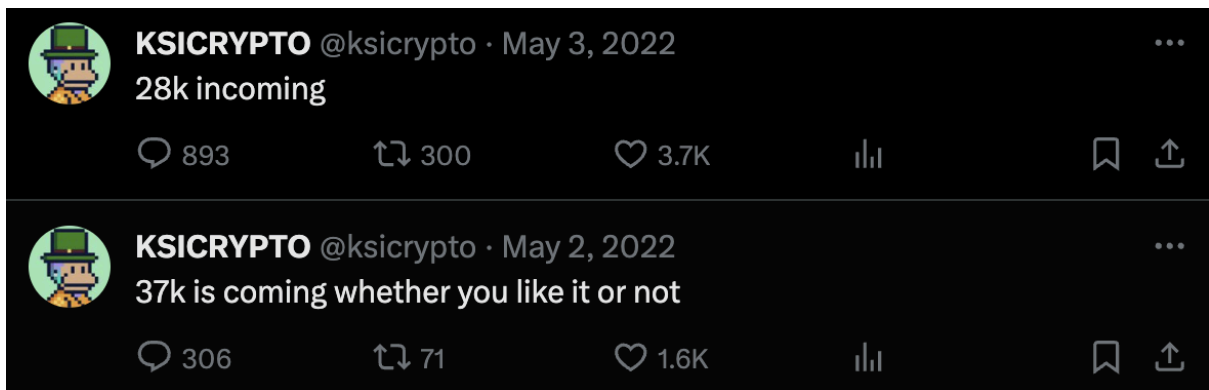 KSICRYPTO @ksicrypto · May 3, 2022
28k incoming
893 300 3.7K
KSICRYPTO @ksicrypto · May 2, 2022
37k is coming whether you like it or not
306 71 1.6K